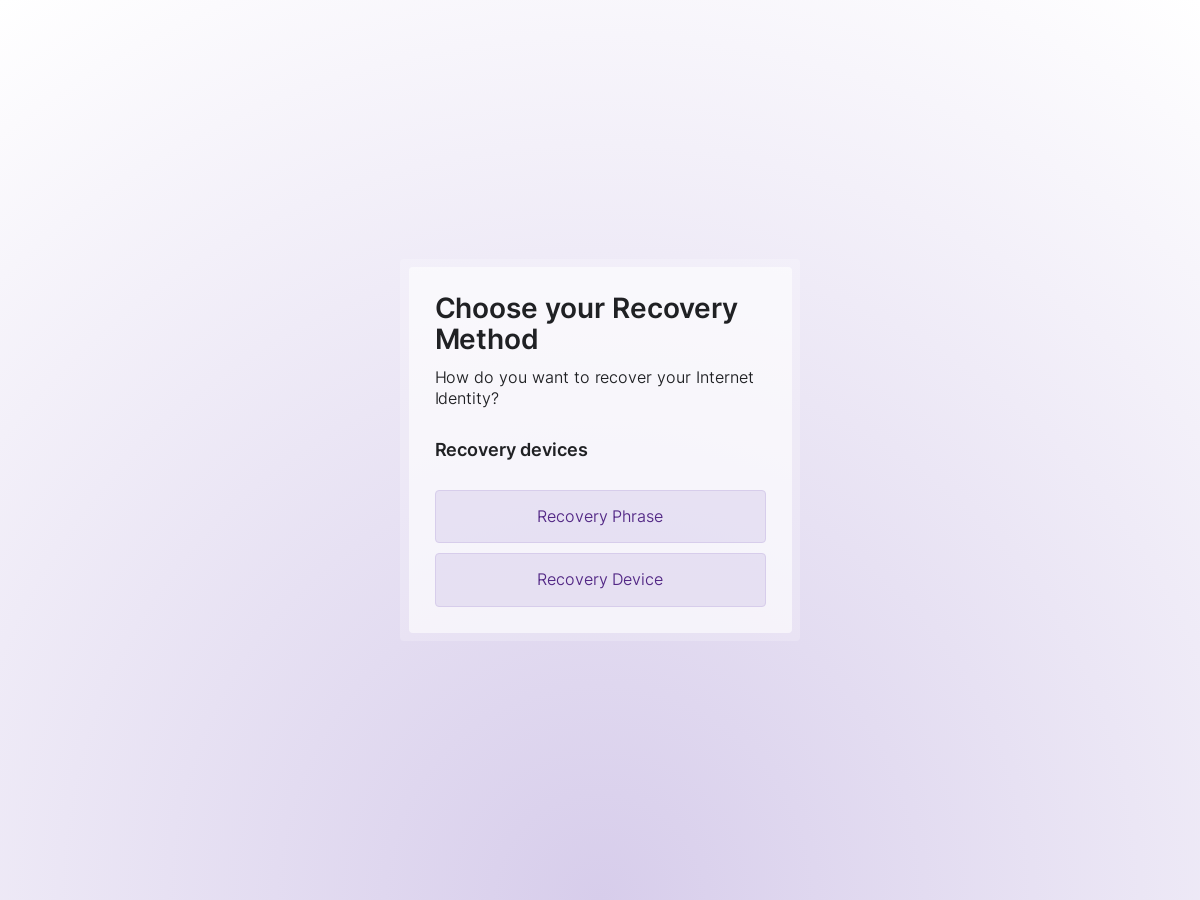 Choose your Recovery
Method
How do you want to recover your Internet
Identity?
Recovery devices
Recovery Phrase
Recovery Device